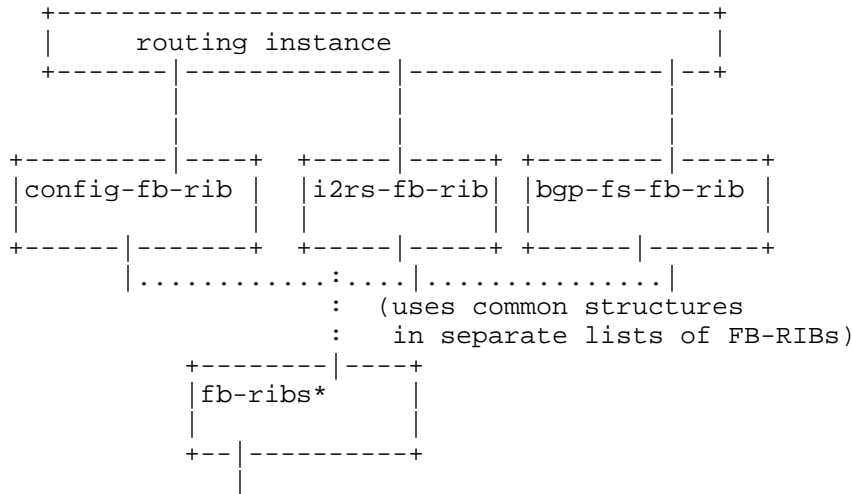 routing instance
config-fb-rib i2rs-fb-rib bgp-fs-fb-rib
(uses common structures
in separate lists of FB-RIBs)
fb-ribs*